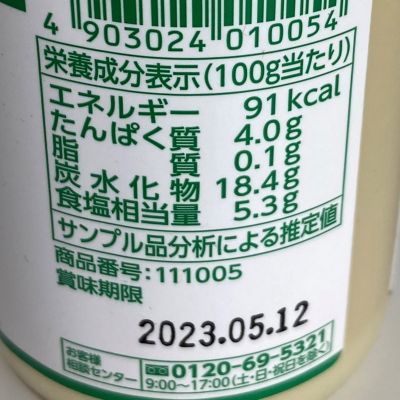 4 903024 010054
栄養成分表示(100g当たり)
エネルギー 91kcal
たんぱく質 4.0g
脂質 0.1g
炭水化物 18.4g
食塩相当量 5.3g
サンプル品分析による推定値
商品番号:111005
賞味期限
2023.05.12
お客様相談センター 0120-69-5321
9:00〜17:00(土・日・祝日を除く)